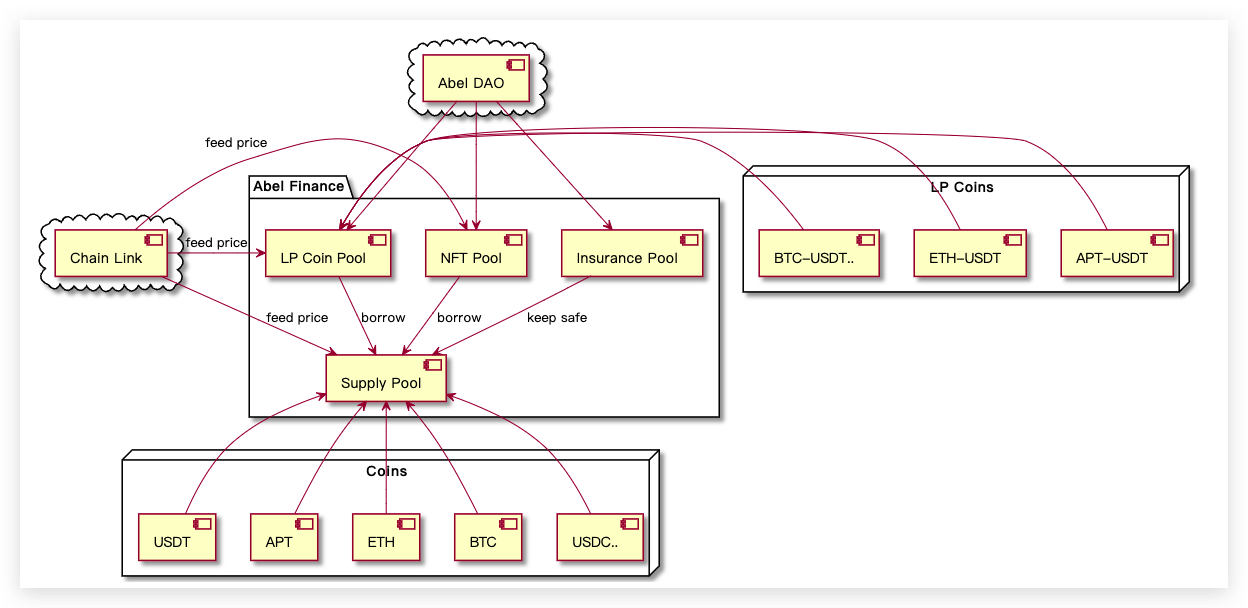 Abel DAO
feed price
Abel Finance
LP Coins
Chain Link
feed price
LP Coin Pool
NFT Pool
Insurance Pool
BTC-USDT..
ETH-USDT
APT-USDT
feed price
borrow
borrow
keep safe
Supply Pool
Coins
USDT
APT
ETH
BTC
USDC..